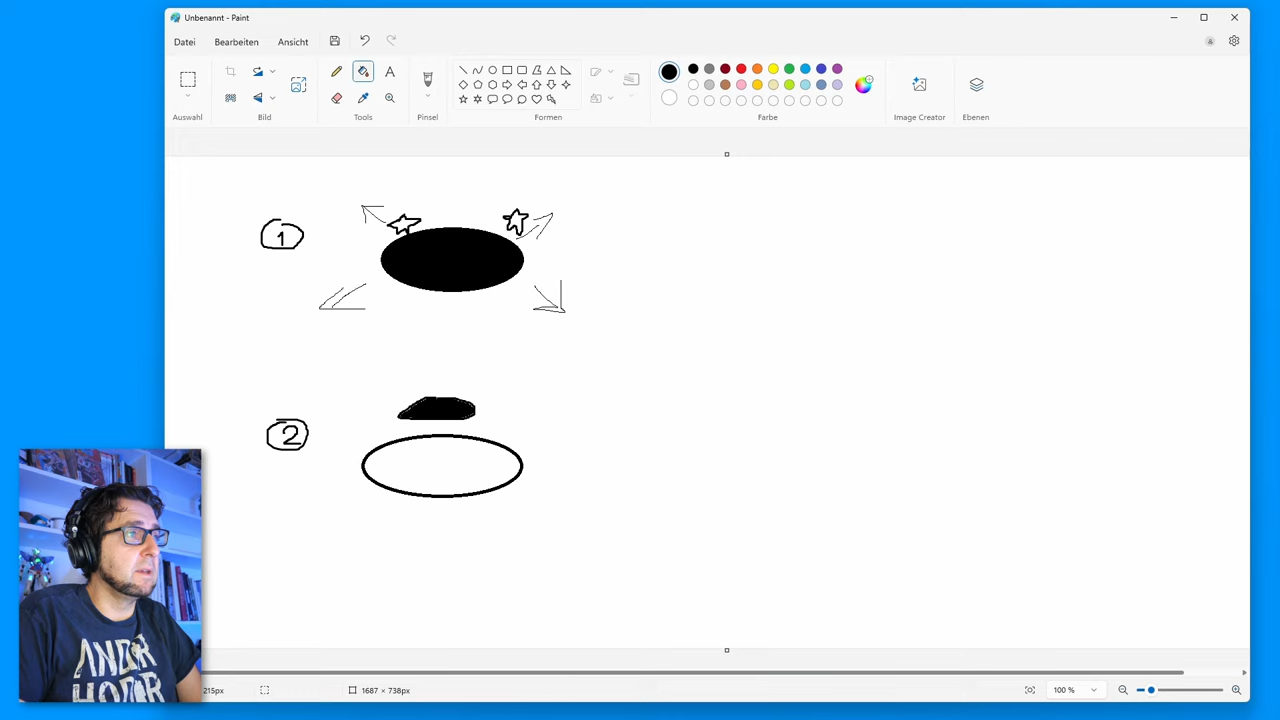 Unbenannt - Paint
Datei Bearbeiten Ansicht
A
Auswahl Bild Tools Pinsel Formen Farbe Image Creator Ebenen
1
2
215px 1687 × 738px 100 %